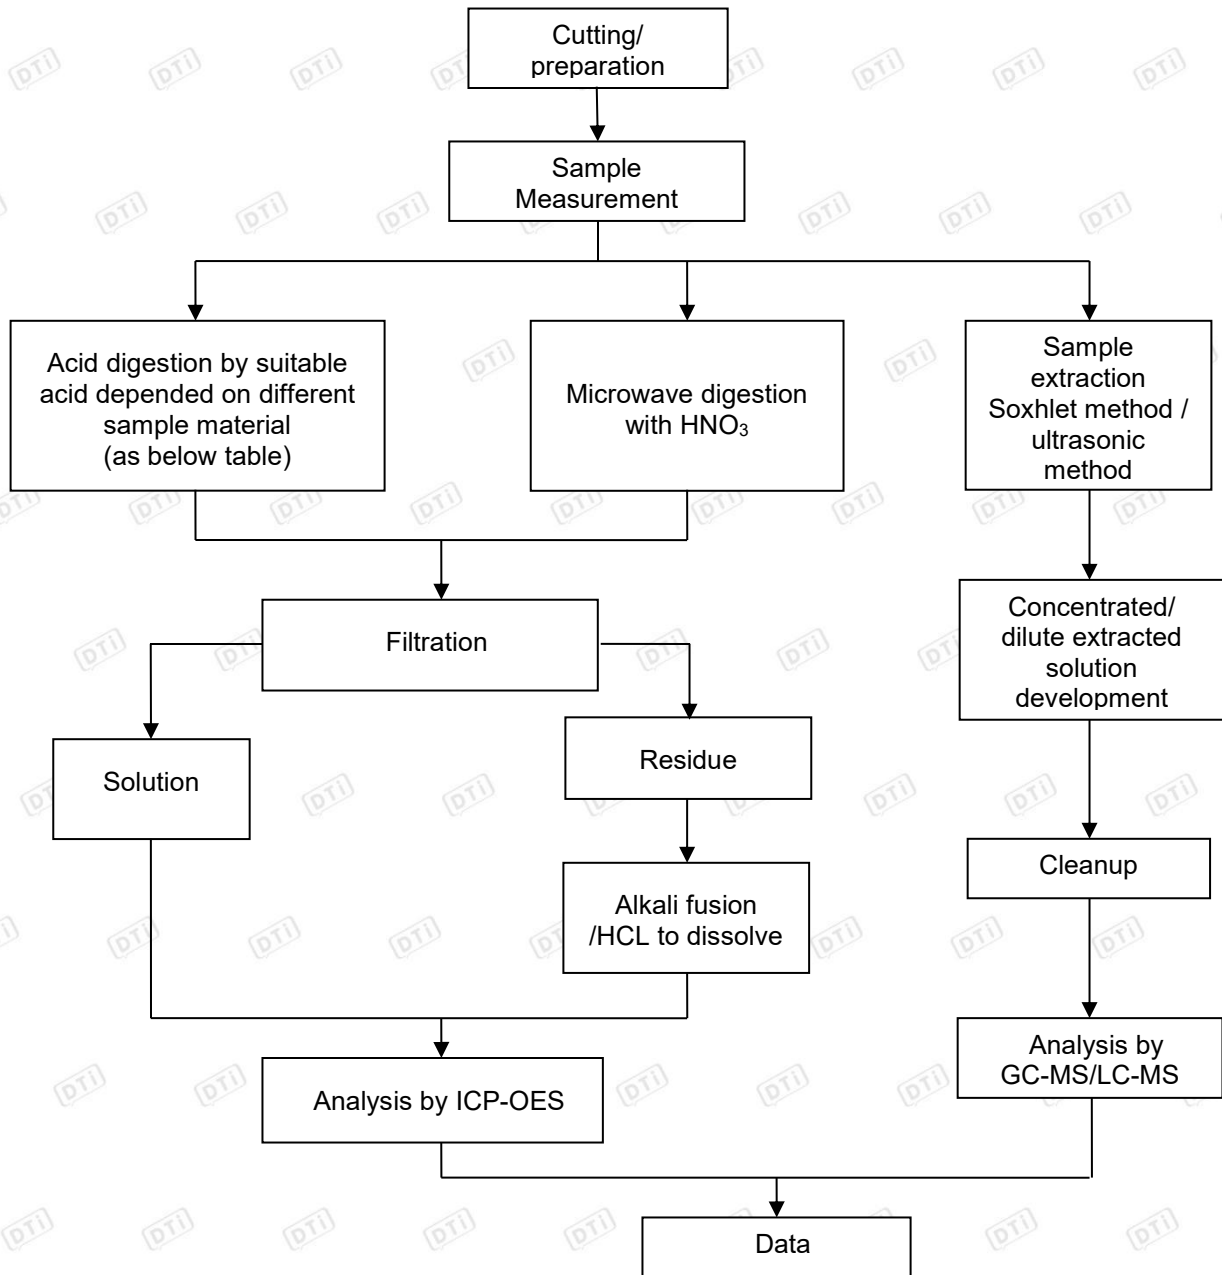 Cutting/
preparation
Sample
Measurement
Acid digestion by suitable
acid depended on different
sample material
(as below table)
Microwave digestion
with HNO₃
Sample
extraction
Soxhlet method /
ultrasonic
method
Filtration
Concentrated/
dilute extracted
solution
development
Solution
Residue
Cleanup
Alkali fusion
/HCL to dissolve
Analysis by ICP-OES
Analysis by
GC-MS/LC-MS
Data
DTi